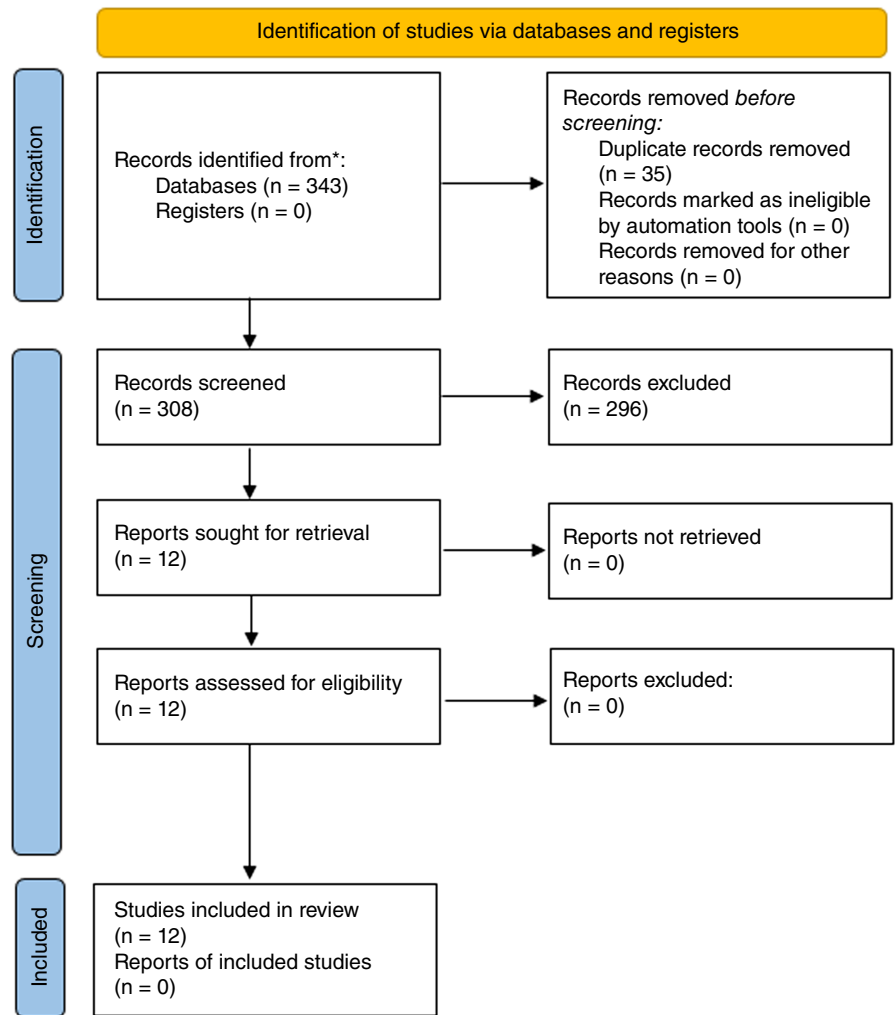 Identification of studies via databases and registers
Identification
Records identified from*:
Databases (n = 343)
Registers (n = 0)
Records removed before
screening:
Duplicate records removed
(n = 35)
Records marked as ineligible
by automation tools (n = 0)
Records removed for other
reasons (n = 0)
Screening
Records screened
(n = 308)
Records excluded
(n = 296)
Reports sought for retrieval
(n = 12)
Reports not retrieved
(n = 0)
Reports assessed for eligibility
(n = 12)
Reports excluded:
(n = 0)
Included
Studies included in review
(n = 12)
Reports of included studies
(n = 0)